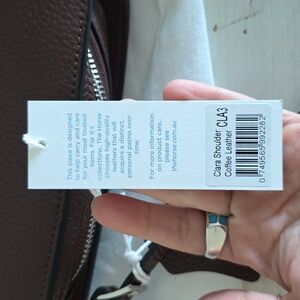 This piece is designed
to help carry and care
for your most trusted
items. For it's
collections, The Horse
chooses high-quality
leathers that will
acquire a distinct,
personal patina over
time.
For more information
on product care,
please see
thehorse.com.au
Clara Shoulder CLA3
Coffee Leather